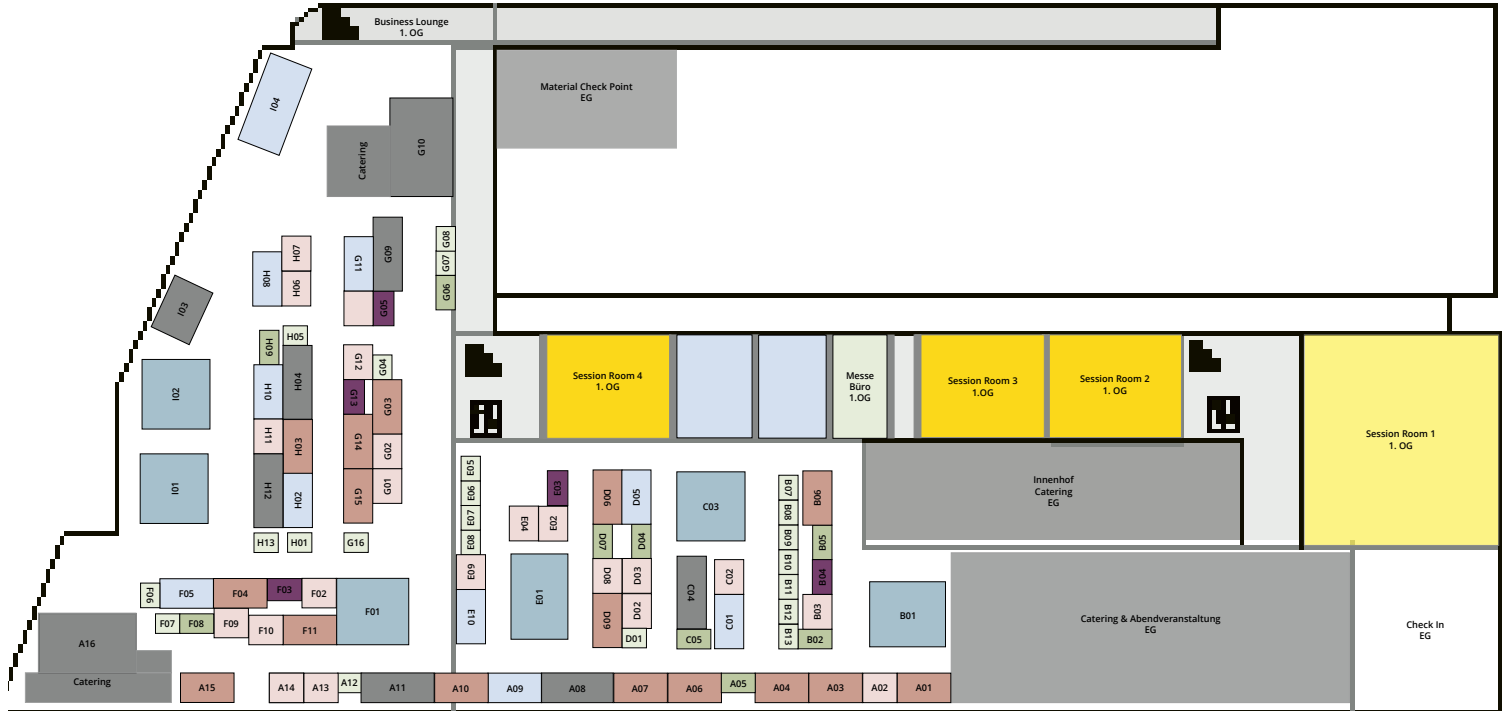 Business Lounge
1. OG
I04
Material Check Point
EG
Catering
G10
H07
H08
H06
G11
G09
G08
G07
G06
G05
I03
H05
H09
H04
H10
G12
G04
G13
G03
I02
H11
H03
G14
G02
H12
H02
G15
G01
I01
H13
H01
G16
Session Room 4
1. OG
Messe
Büro
1.OG
Session Room 3
1.OG
Session Room 2
1. OG
Session Room 1
1. OG
Innenhof
Catering
EG
E05
E06
E07
E08
E09
E10
E03
E04
E02
E01
D06
D05
D07
D04
D08
D03
D09
D02
D01
C03
C04
C02
C01
C05
B07
B08
B09
B10
B11
B12
B13
B06
B05
B04
B03
B02
B01
F06
F05
F04
F03
F02
F01
F07
F08
F09
F10
F11
Catering & Abendveranstaltung
EG
Check In
EG
A16
Catering
A15
A14
A13
A12
A11
A10
A09
A08
A07
A06
A05
A04
A03
A02
A01